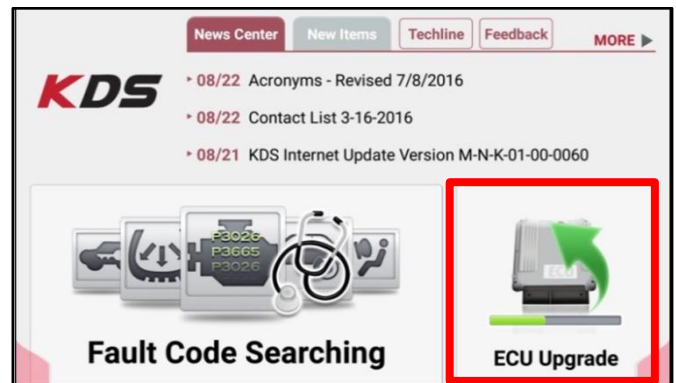 News Center New Items Techline Feedback MORE ▶
KDS
08/22 Acronyms - Revised 7/8/2016
08/22 Contact List 3-16-2016
08/21 KDS Internet Update Version M-N-K-01-00-0060
P3026
P3665
P3026
ECU
Fault Code Searching
ECU Upgrade